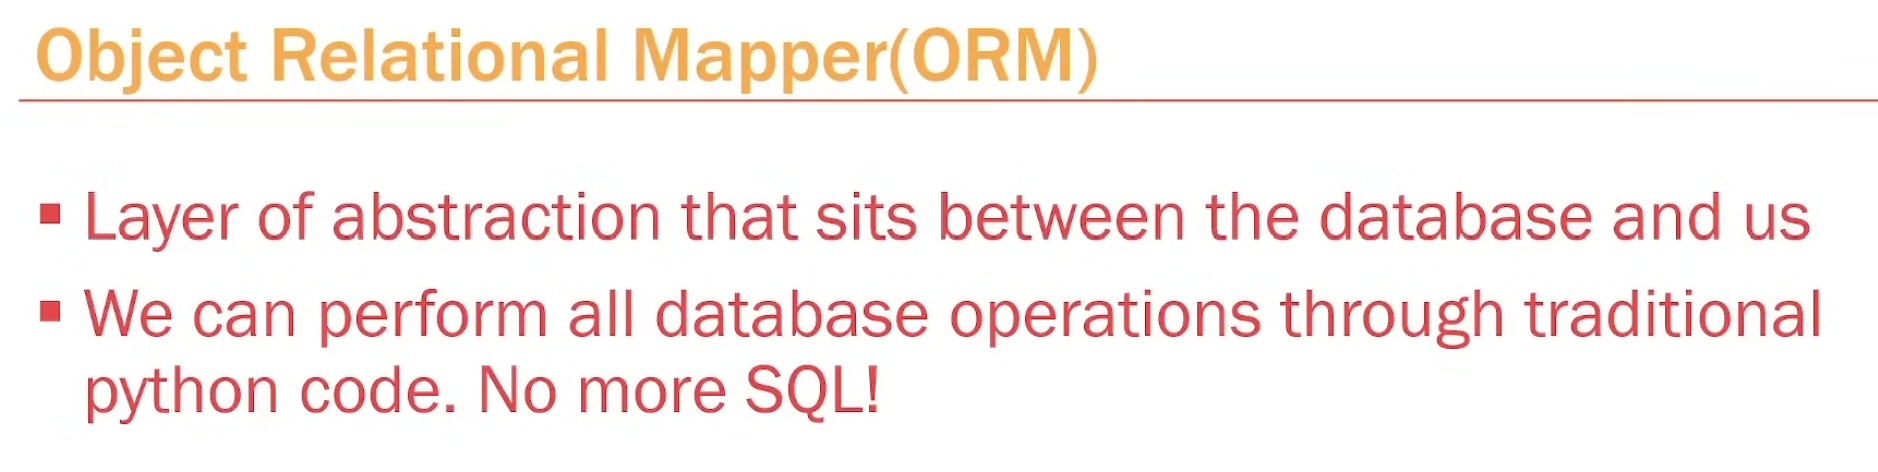 Object Relational Mapper(ORM)
▪ Layer of abstraction that sits between the database and us
▪ We can perform all database operations through traditional
python code. No more SQL!